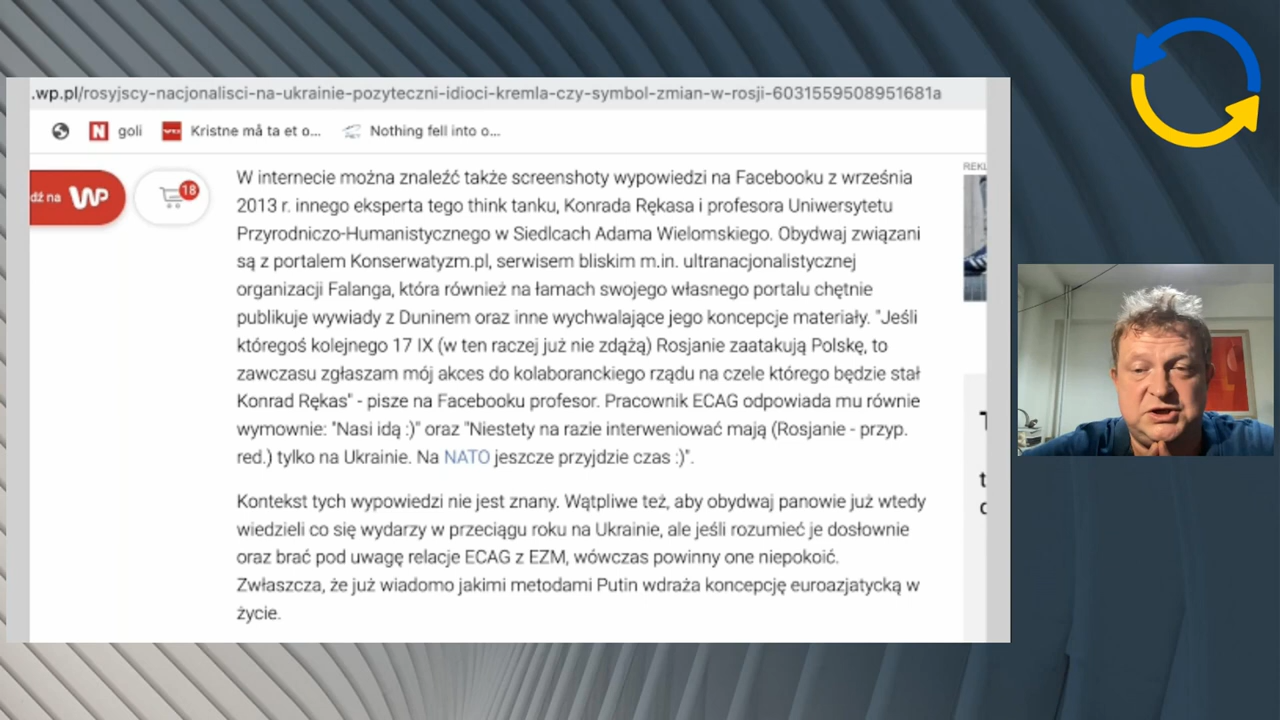 .wp.pl/rosyjscy-nacjonalisci-na-ukrainie-pozyteczni-idioci-kremla-czy-symbol-zmian-w-rosji-6031559508951681a
goli
Kristne må ta et o...
Nothing fell into o...
dź na WP
18
REKL
W internecie można znaleźć także screenshoty wypowiedzi na Facebooku z września
2013 r. innego eksperta tego think tanku, Konrada Rękasa i profesora Uniwersytetu
Przyrodniczo-Humanistycznego w Siedlcach Adama Wielomskiego. Obydwaj związani
są z portalem Konserwatyzm.pl, serwisem bliskim m.in. ultranacjonalistycznej
organizacji Falanga, która również na łamach swojego własnego portalu chętnie
publikuje wywiady z Duninem oraz inne wychwalające jego koncepcje materiały. "Jeśli
któregoś kolejnego 17 IX (w ten raczej już nie zdążą) Rosjanie zaatakują Polskę, to
zawczasu zgłaszam mój akces do kolaboranckiego rządu na czele którego będzie stał
Konrad Rękas" - pisze na Facebooku profesor. Pracownik ECAG odpowiada mu równie
wymownie: "Nasi idą :)" oraz "Niestety na razie interweniować mają (Rosjanie - przyp.
red.) tylko na Ukrainie. Na NATO jeszcze przyjdzie czas :)".
Kontekst tych wypowiedzi nie jest znany. Wątpliwe też, aby obydwaj panowie już wtedy
wiedzieli co się wydarzy w przeciągu roku na Ukrainie, ale jeśli rozumieć je dosłownie
oraz brać pod uwagę relacje ECAG z EZM, wówczas powinny one niepokoić.
Zwłaszcza, że już wiadomo jakimi metodami Putin wdraża koncepcję euroazjatycką w
życie.